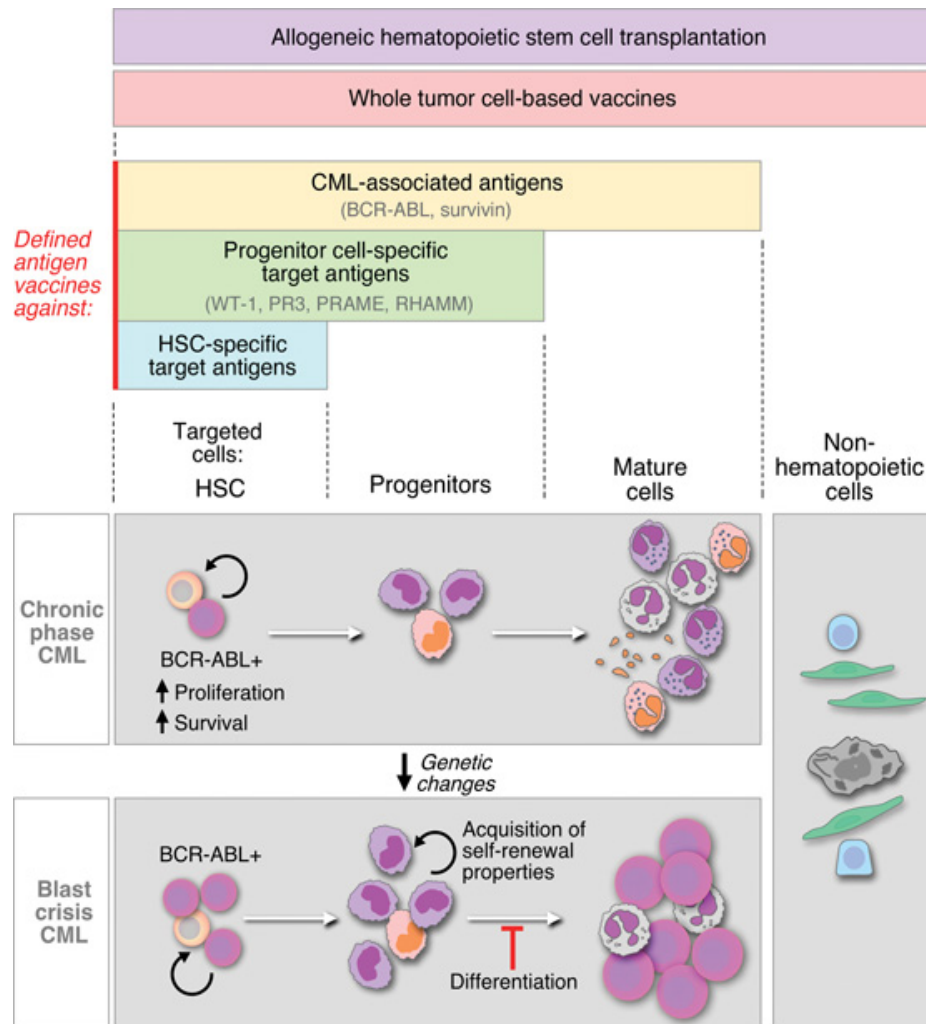 Allogeneic hematopoietic stem cell transplantation
Whole tumor cell-based vaccines
CML-associated antigens
(BCR-ABL, survivin)
Defined
antigen
vaccines
against:
Progenitor cell-specific
target antigens
(WT-1, PR3, PRAME, RHAMM)
HSC-specific
target antigens
Targeted
cells:
HSC
Progenitors
Mature
cells
Non-
hematopoietic
cells
Chronic
phase
CML
BCR-ABL+
Proliferation
Survival
Genetic
changes
Blast
crisis
CML
BCR-ABL+
Acquisition of
self-renewal
properties
Differentiation